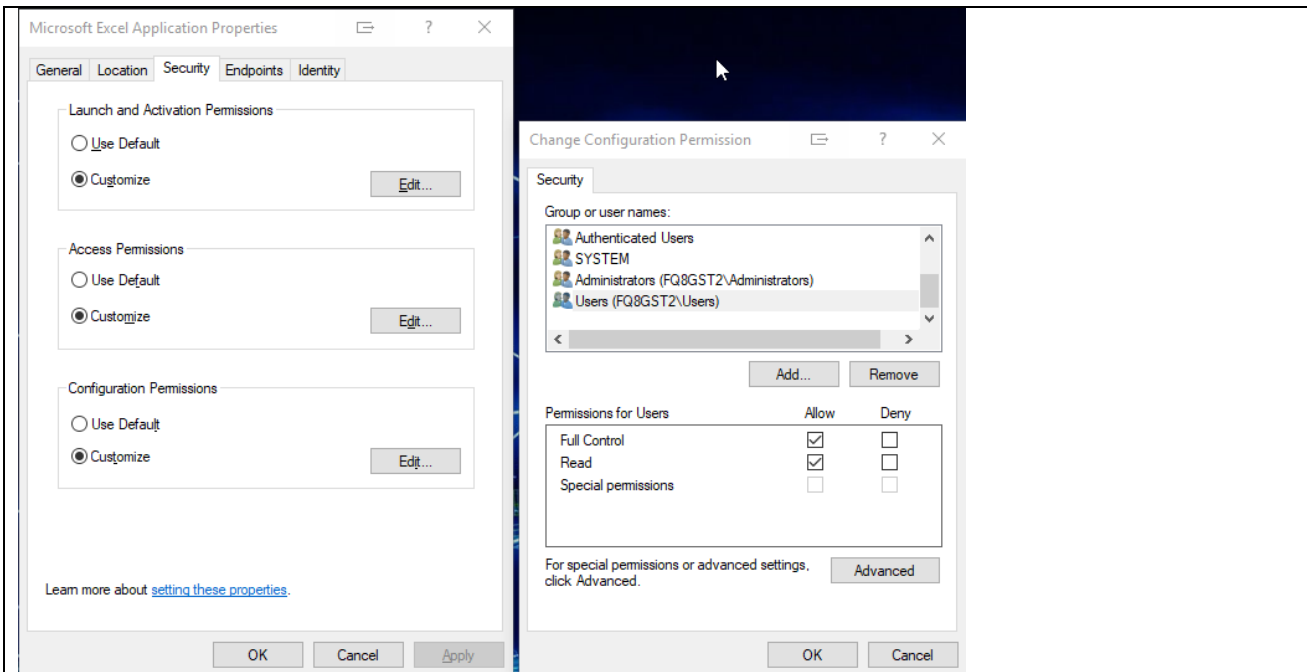 Microsoft Excel Application Properties
?
General Location Security Endpoints Identity
Launch and Activation Permissions
Use Default
Customize
Edit...
Access Permissions
Use Default
Customize
Edit...
Configuration Permissions
Use Default
Customize
Edit...
Learn more about setting these properties.
OK Cancel Apply
Change Configuration Permission
?
Security
Group or user names:
Authenticated Users
SYSTEM
Administrators (FQ8GST2\Administrators)
Users (FQ8GST2\Users)
Add... Remove
Permissions for Users Allow Deny
Full Control
Read
Special permissions
For special permissions or advanced settings,
click Advanced.
Advanced
OK Cancel